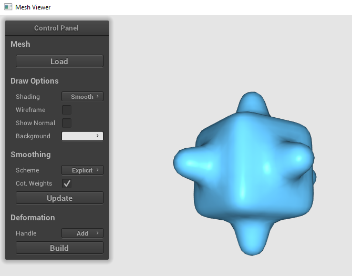 Mesh Viewer
Control Panel
Mesh
Load
Draw Options
Shading Smooth
Wireframe
Show Normal
Background
Smoothing
Scheme Explicit
Cot. Weights
Update
Deformation
Handle Add
Build